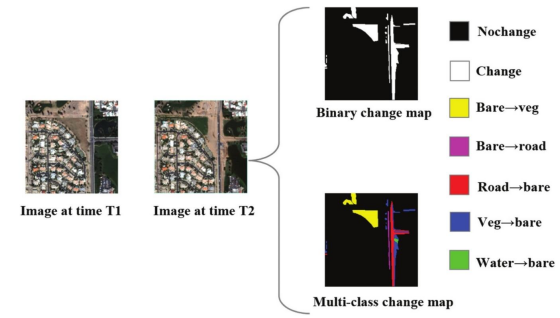 Image at time T1
Image at time T2
Binary change map
Multi-class change map
Nochange
Change
Bare→veg
Bare→road
Road→bare
Veg→bare
Water→bare